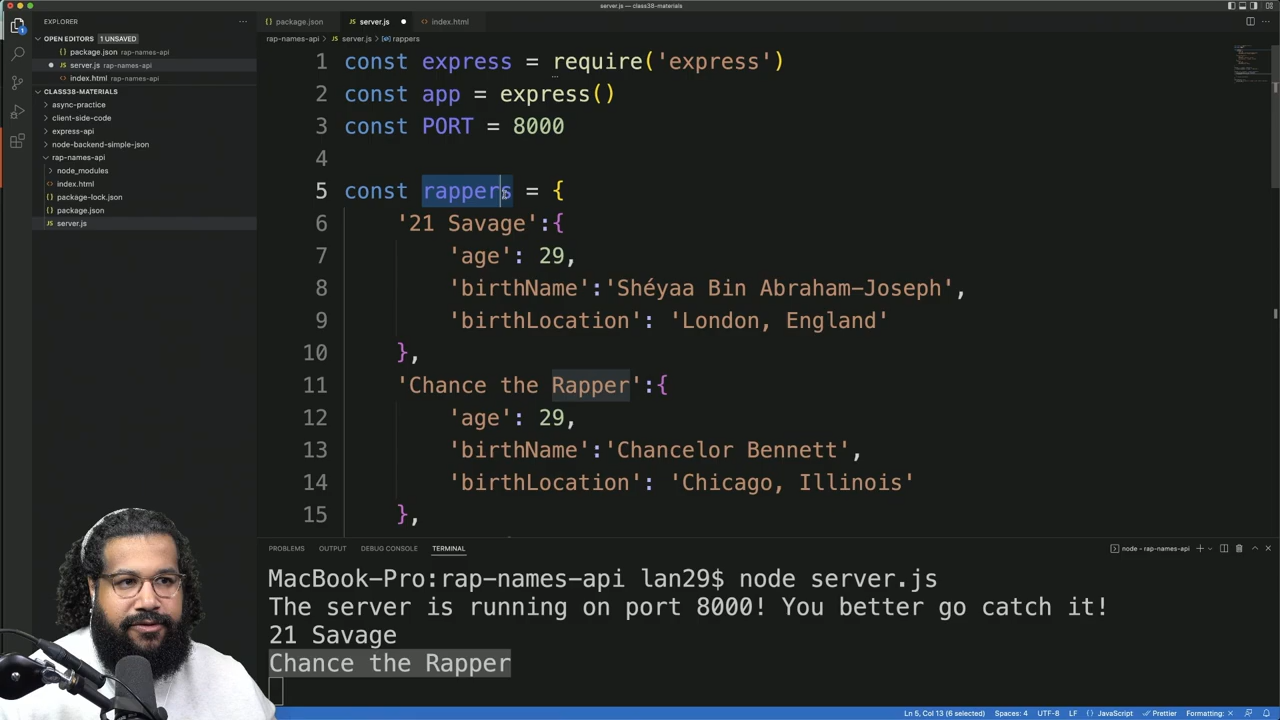 server.js — class38-materials
EXPLORER
package.json
server.js
index.html
OPEN EDITORS 1 UNSAVED
package.json rap-names-api
server.js rap-names-api
index.html rap-names-api
CLASS38-MATERIALS
async-practice
client-side-code
express-api
node-backend-simple-json
rap-names-api
node_modules
index.html
package-lock.json
package.json
server.js
rap-names-api > server.js > rappers
1 const express = require('express')
2 const app = express()
3 const PORT = 8000
4
5 const rappers = {
6 '21 Savage':{
7 'age': 29,
8 'birthName':'Shéyaa Bin Abraham-Joseph',
9 'birthLocation': 'London, England'
10 },
11 'Chance the Rapper':{
12 'age': 29,
13 'birthName':'Chancelor Bennett',
14 'birthLocation': 'Chicago, Illinois'
15 },
PROBLEMS OUTPUT DEBUG CONSOLE TERMINAL
node - rap-names-api
MacBook-Pro:rap-names-api lan29$ node server.js
The server is running on port 8000! You better go catch it!
21 Savage
Chance the Rapper
Ln 5, Col 13 (6 selected) Spaces: 4 UTF-8 LF { } JavaScript Prettier Formatting: ×